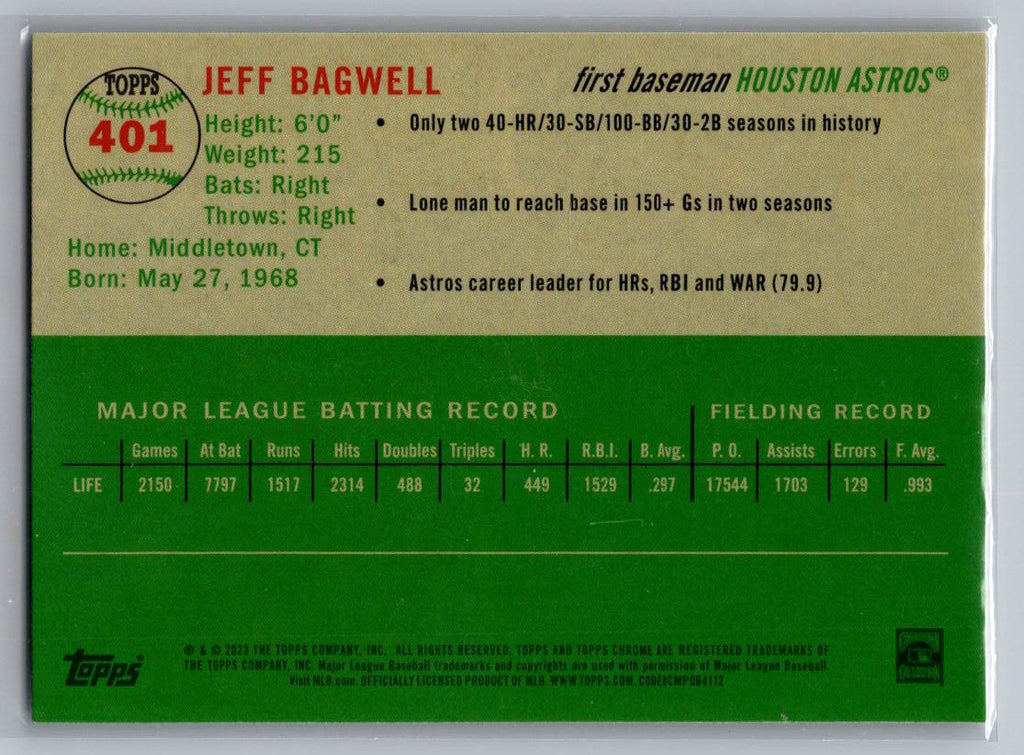 TOPPS
401
JEFF BAGWELL
first baseman HOUSTON ASTROS®
Height: 6'0"
Weight: 215
Bats: Right
Throws: Right
Home: Middletown, CT
Born: May 27, 1968
• Only two 40-HR/30-SB/100-BB/30-2B seasons in history
• Lone man to reach base in 150+ Gs in two seasons
• Astros career leader for HRs, RBI and WAR (79.9)
MAJOR LEAGUE BATTING RECORD FIELDING RECORD
Games At Bat Runs Hits Doubles Triples H. R. R.B.I. B. Avg. P. O. Assists Errors F. Avg.
LIFE 2150 7797 1517 2314 488 32 449 1529 .297 17544 1703 129 .993
Topps®
® & © 2023 THE TOPPS COMPANY, INC. ALL RIGHTS RESERVED. TOPPS AND TOPPS CHROME ARE REGISTERED TRADEMARKS OF
THE TOPPS COMPANY, INC. Major League Baseball trademarks and copyrights are used with permission of Major League Baseball.
Visit MLB.com. OFFICIALLY LICENSED PRODUCT OF MLB. WWW.TOPPS.COM. CODE#CMP084112